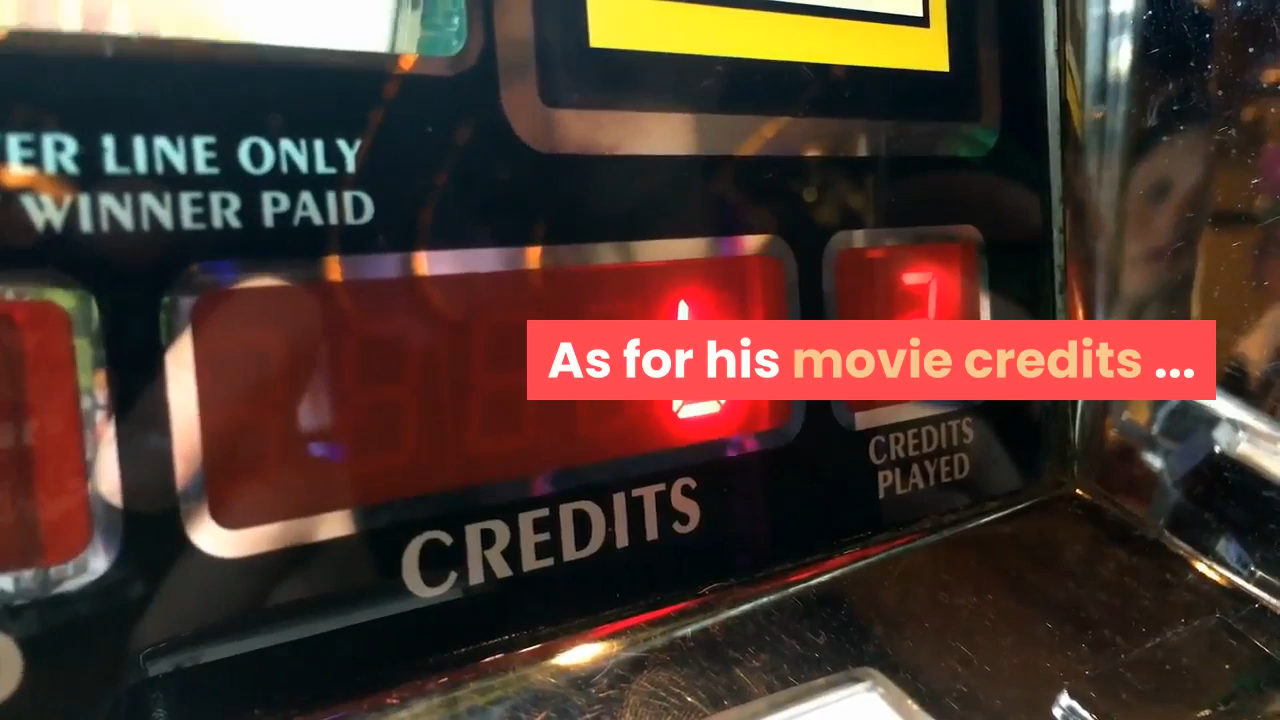 ER LINE ONLY
WINNER PAID
As for his movie credits ...
CREDITS
PLAYED
CREDITS